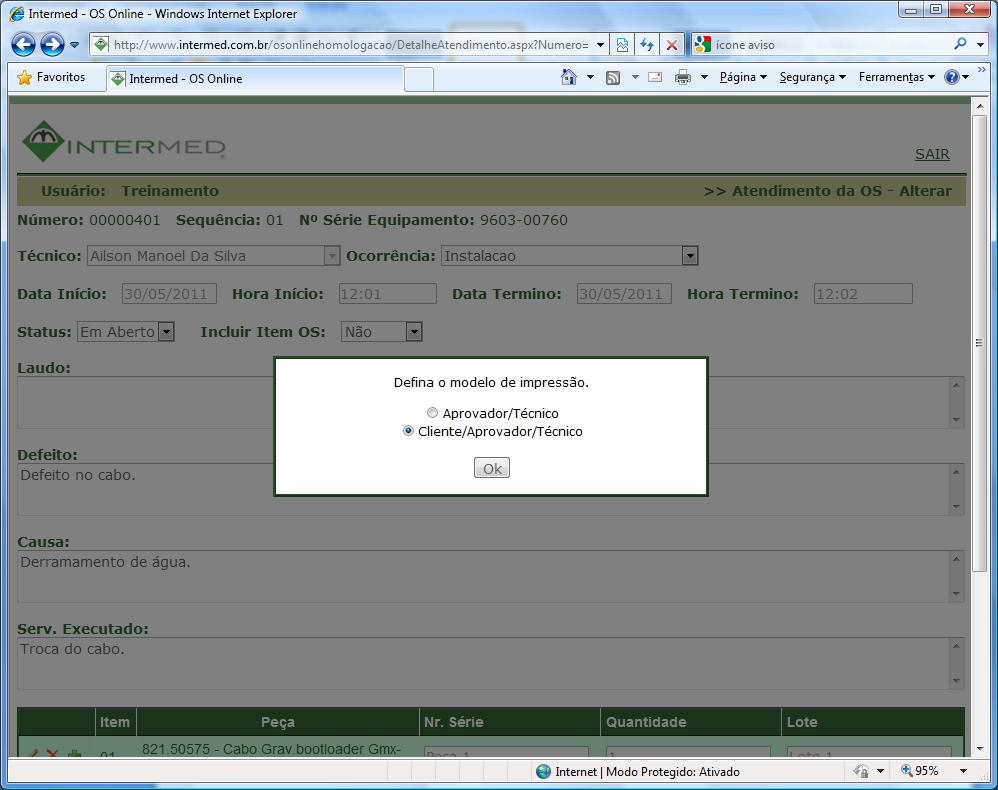 Intermed - OS Online - Windows Internet Explorer
http://www.intermed.com.br/osonlinehomologacao/DetalheAtendimento.aspx?Numero=
ícone aviso
Favoritos
Intermed - OS Online
Página
Segurança
Ferramentas
INTERMED
SAIR
Usuário: Treinamento
>> Atendimento da OS - Alterar
Número: 00000401 Sequência: 01 Nº Série Equipamento: 9603-00760
Técnico: Ailson Manoel Da Silva Ocorrência: Instalacao
Data Início: 30/05/2011 Hora Início: 12:01 Data Termino: 30/05/2011 Hora Termino: 12:02
Status: Em Aberto Incluir Item OS: Não
Laudo:
Defina o modelo de impressão.
Aprovador/Técnico
Cliente/Aprovador/Técnico
Ok
Defeito:
Defeito no cabo.
Causa:
Derramamento de água.
Serv. Executado:
Troca do cabo.
Item Peça Nr. Série Quantidade Lote
01 821.50575 - Cabo Grav.bootloader Gmx- Peca 1 1 Lote 1
Internet | Modo Protegido: Ativado
95%